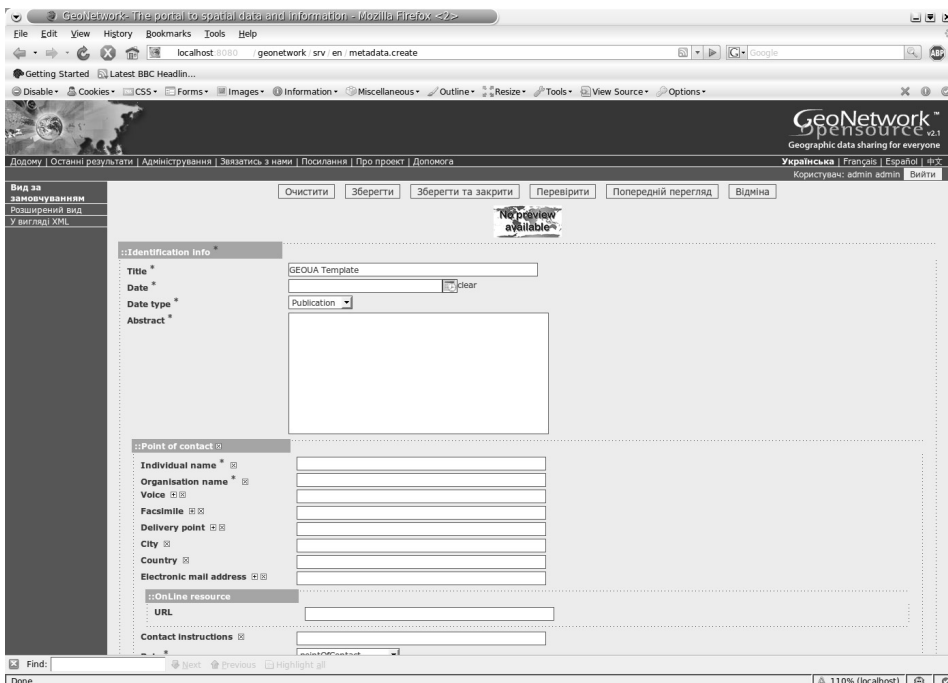 GeoNetwork- The portal to spatial data and information - Mozilla Firefox <2>
File Edit View History Bookmarks Tools Help
localhost:8080 /geonetwork/srv/en/metadata.create
Google
ABP
Getting Started Latest BBC Headlin...
Disable Cookies CSS Forms Images Information Miscellaneous Outline Resize Tools View Source Options
GeoNetwork™
opensource v2.1
Geographic data sharing for everyone
Додому | Останні результати | Адміністрування | Звязатись з нами | Посилання | Про проект | Допомога
Українська | Français | Español | 中文
Користувач: admin admin Вийти
Вид за
замовчуванням
Розширений вид
У вигляді XML
Очистити Зберегти Зберегти та закрити Перевірити Попередній перегляд Відміна
No preview
available
::Identification info *
Title * GEOUA Template
Date * clear
Date type * Publication
Abstract *
::Point of contact
Individual name *
Organisation name *
Voice
Facsimile
Delivery point
City
Country
Electronic mail address
::OnLine resource
URL
Contact instructions
pointOfContact
Find: Next Previous Highlight all
Done
110% (localhost)